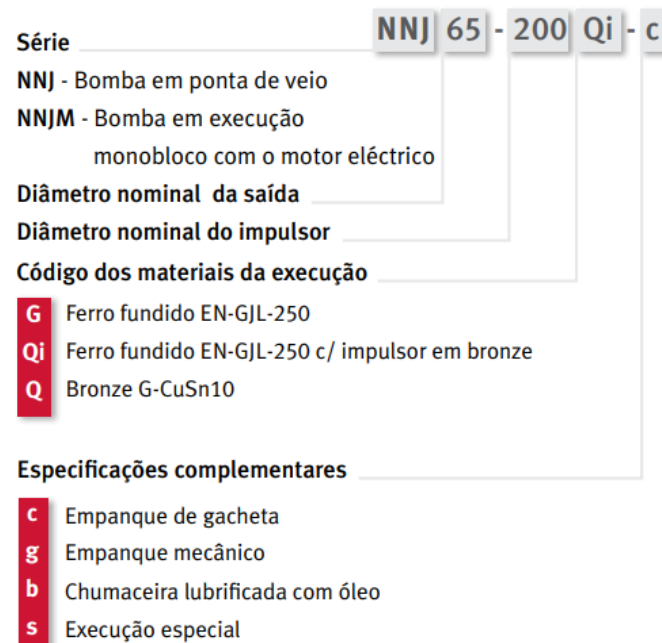 NNJ 65 - 200 Qi - c
Série
NNJ - Bomba em ponta de veio
NNJM - Bomba em execução
monobloco com o motor eléctrico
Diâmetro nominal da saída
Diâmetro nominal do impulsor
Código dos materiais da execução
G Ferro fundido EN-GJL-250
Qi Ferro fundido EN-GJL-250 c/ impulsor em bronze
Q Bronze G-CuSn10
Especificações complementares
c Empanque de gacheta
g Empanque mecânico
b Chumaceira lubrificada com óleo
s Execução especial